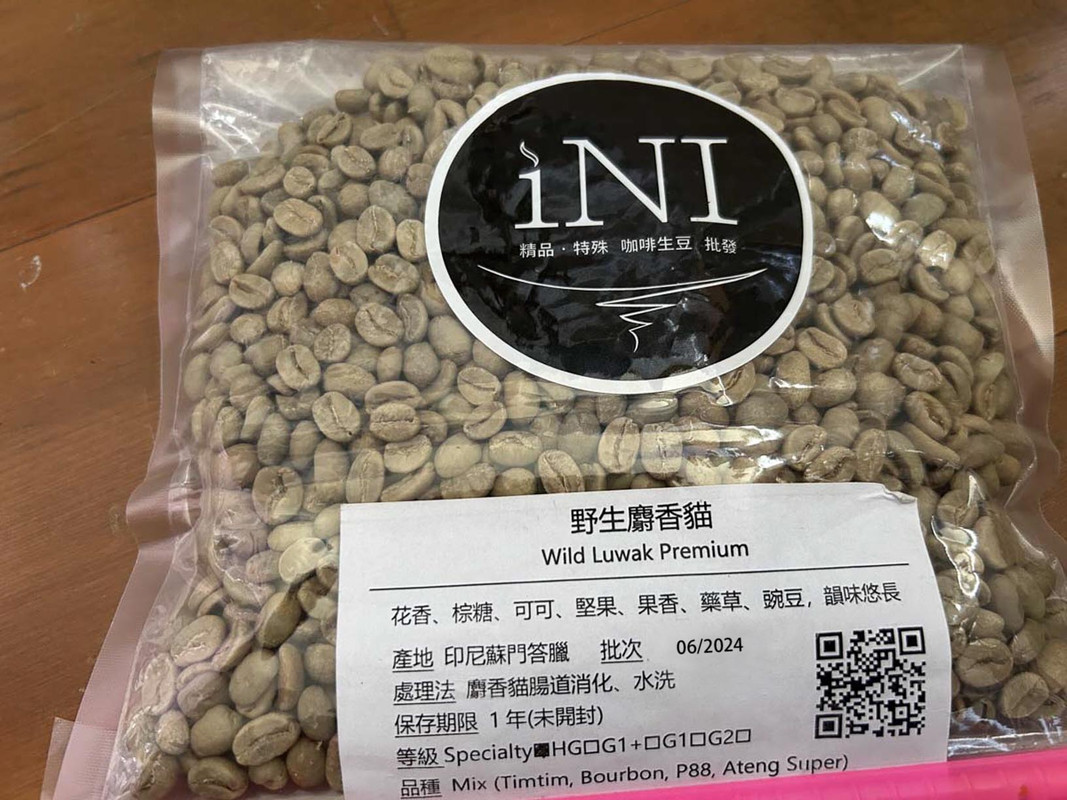 iNI
精品·特殊 咖啡生豆 批發
野生麝香貓
Wild Luwak Premium
花香、棕糖、可可、堅果、果香、藥草、豌豆，韻味悠長
產地 印尼蘇門答臘 批次 06/2024
處理法 麝香貓腸道消化、水洗
保存期限 1年(未開封)
等級 Specialty■HG□G1+□G1□G2□
品種 Mix (Timtim, Bourbon, P88, Ateng Super)